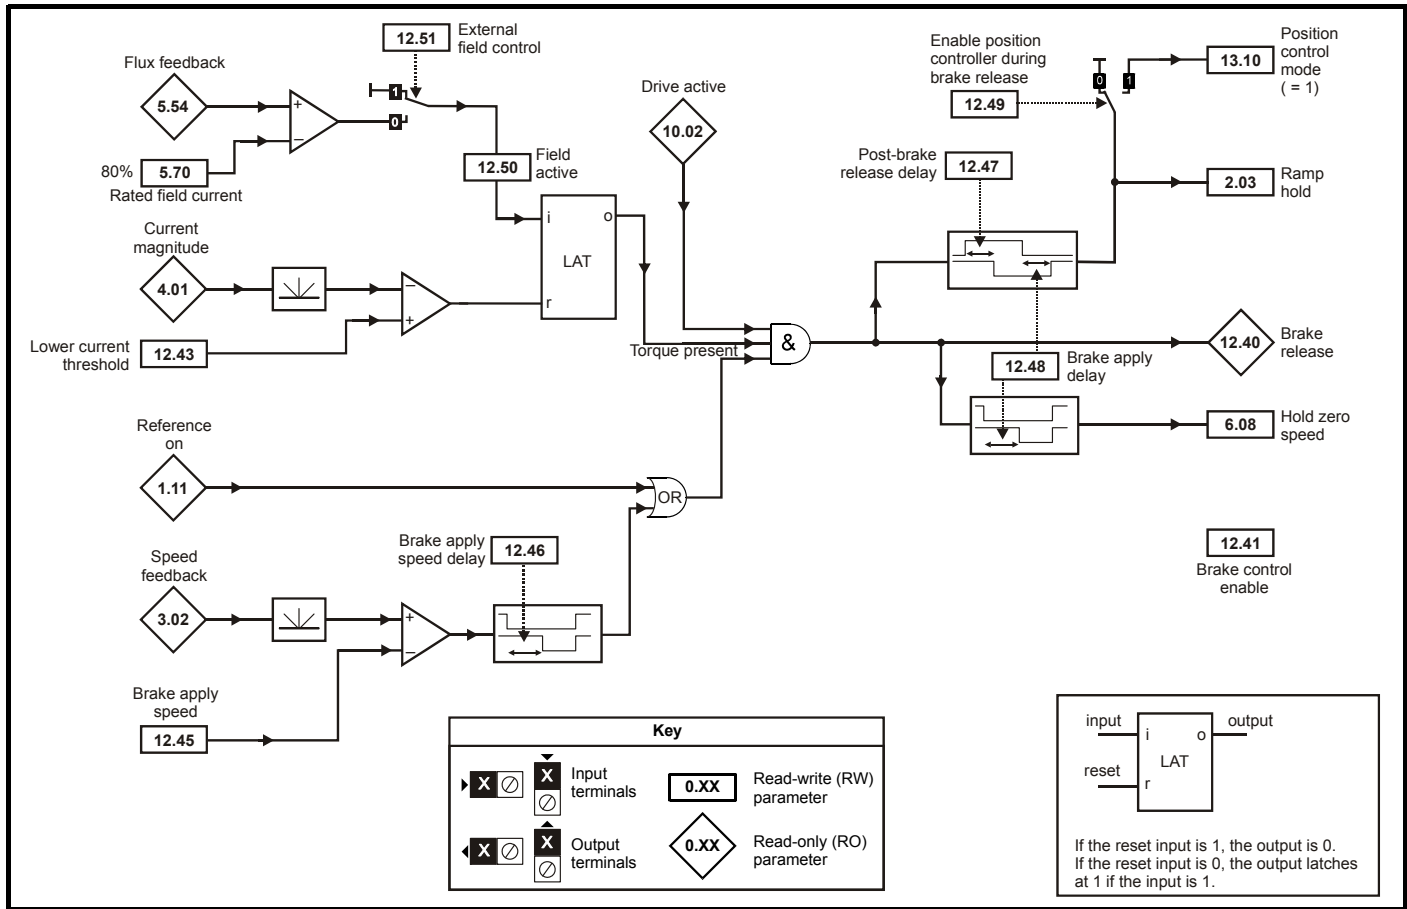 12.51
External
field control
Flux feedback
5.54
+
–
1
0
80%
5.70
Rated field current
12.50
Field
active
Drive active
10.02
Enable position
controller during
brake release
12.49
0
1
13.10
Position
control
mode
( = 1)
Post-brake
release delay
12.47
2.03
Ramp
hold
Current
magnitude
4.01
–
+
i
o
LAT
r
Lower current
threshold
12.43
Torque present
&
12.40
Brake
release
12.48
Brake apply
delay
6.08
Hold zero
speed
Reference
on
1.11
OR
Brake apply
speed delay
12.46
Speed
feedback
3.02
+
–
Brake apply
speed
12.45
12.41
Brake control
enable
Key
X
X
Input
terminals
0.XX
Read-write (RW)
parameter
X
X
Output
terminals
0.XX
Read-only (RO)
parameter
input
i
o
output
LAT
reset
r
If the reset input is 1, the output is 0.
If the reset input is 0, the output latches
at 1 if the input is 1.